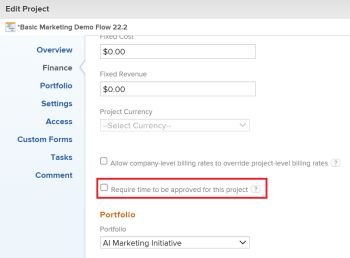 Edit Project
*Basic Marketing Demo Flow 22.2
Overview
Finance
Portfolio
Settings
Access
Custom Forms
Tasks
Comment
Fixed Cost
$0.00
Fixed Revenue
$0.00
Project Currency
--Select Currency--
Allow company-level billing rates to override project-level billing rates ?
Require time to be approved for this project ?
Portfolio
Portfolio
AI Marketing Initiative